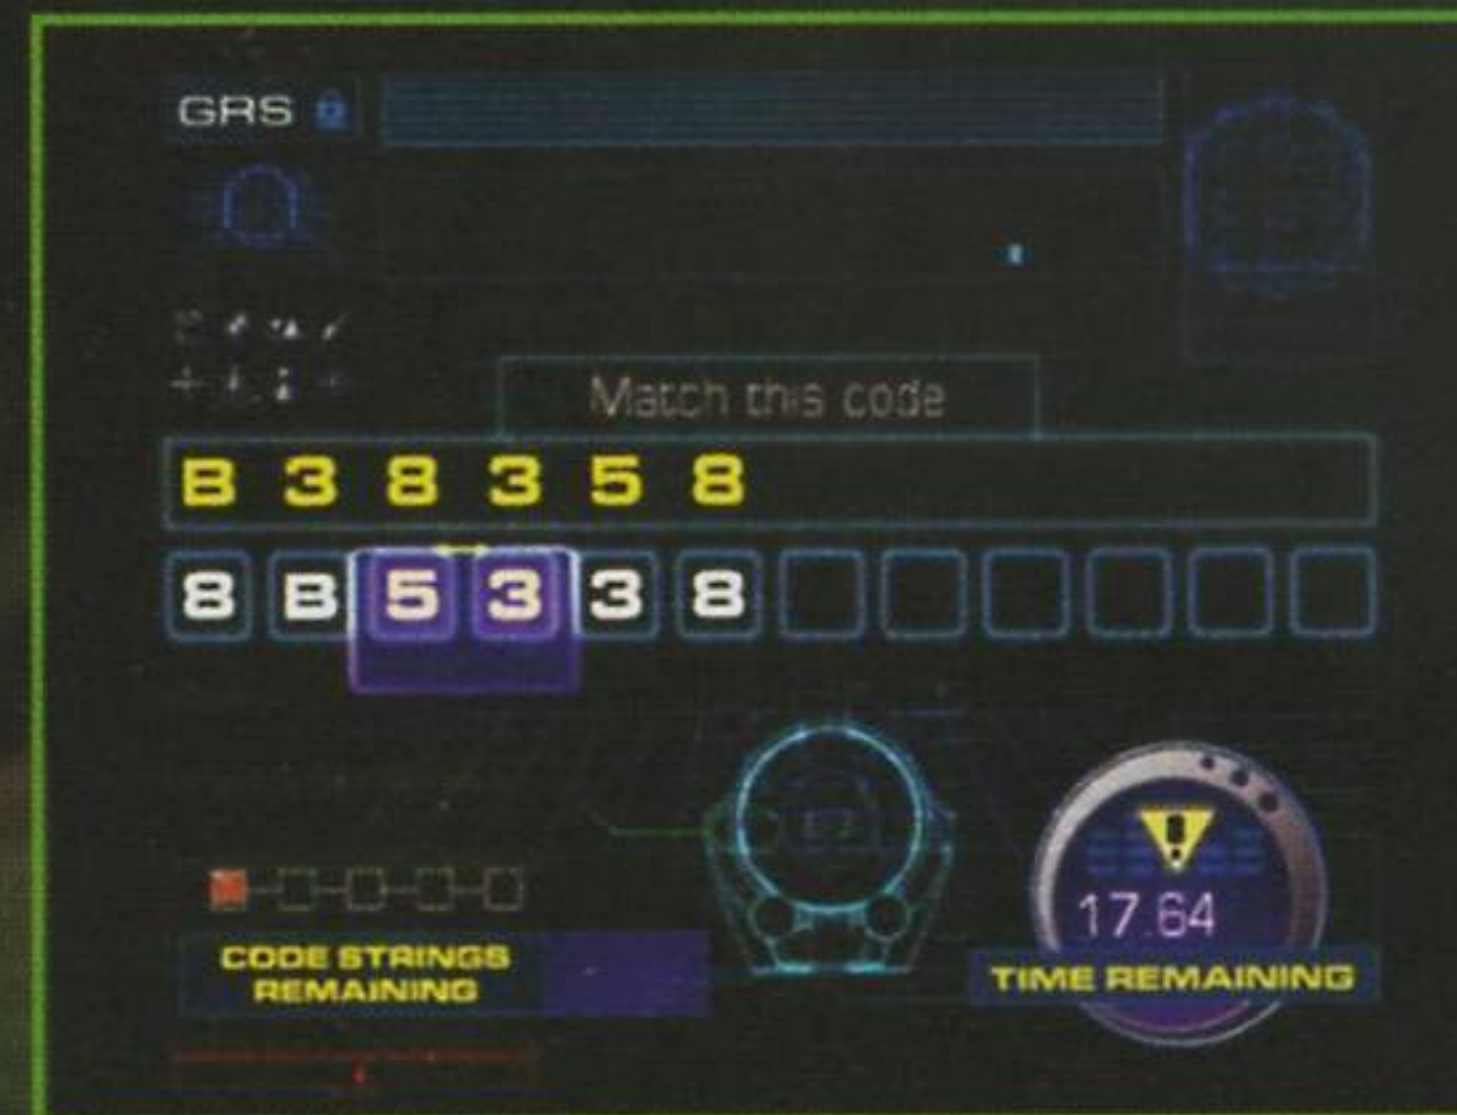 GRS
Match this code
B 3 8 3 5 8
8 B 5 3 3 8
17.64
CODE STRINGS
REMAINING
TIME REMAINING